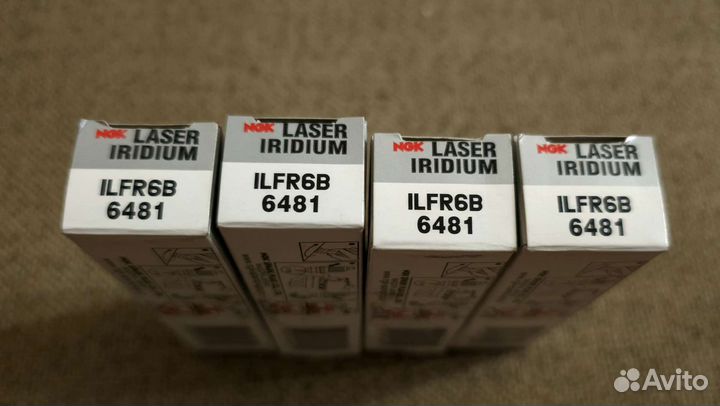 NGK LASER
IRIDIUM
ILFR6B
6481
NGK LASER
IRIDIUM
ILFR6B
6481
NGK LASER
IRIDIUM
ILFR6B
6481
NGK LASER
IRIDIUM
ILFR6B
6481
Avito